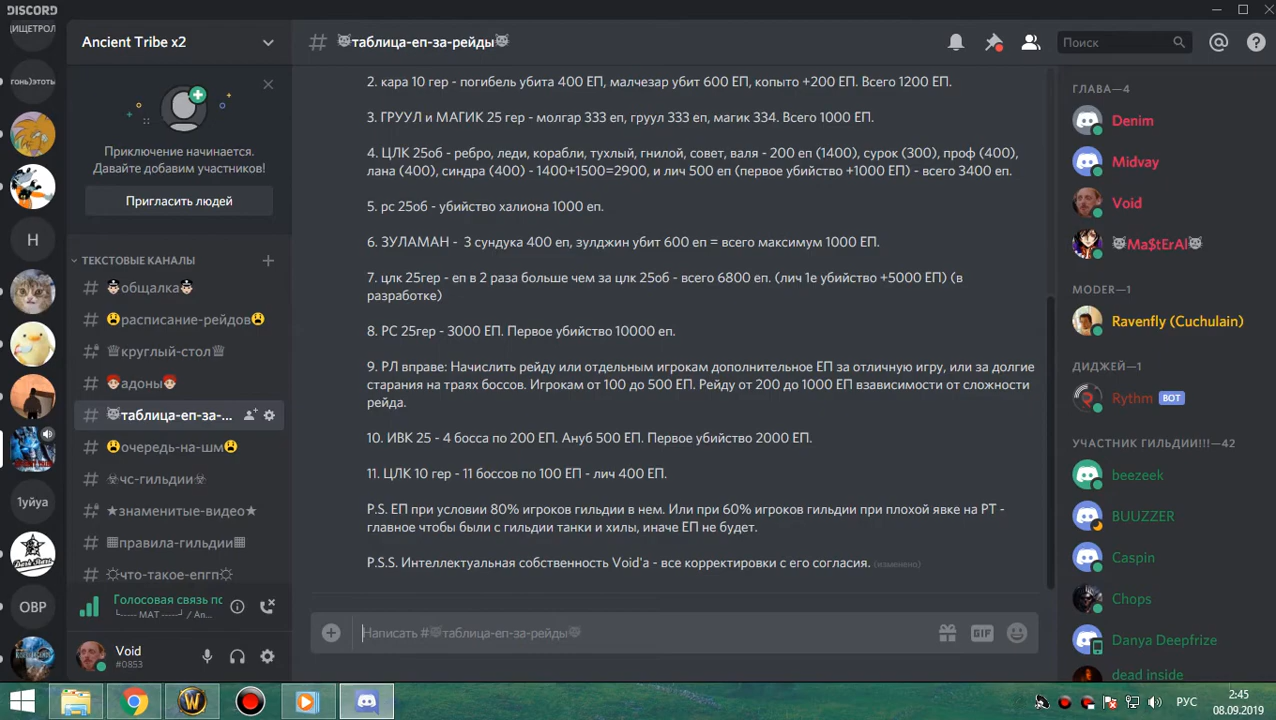 DISCORD
Ancient Tribe x2
# таблица-еп-за-рейды
Поиск
Приключение начинается.
Давайте добавим участников!
Пригласить людей
ТЕКСТОВЫЕ КАНАЛЫ
# общалка
# расписание-рейдов
# круглый-стол
# адоны
# таблица-еп-за-...
# очередь-на-шм
# чс-гильдии
# ★знаменитые-видео★
# правила-гильдии
# что-такое-епгп
Голосовая связь по
MAT / An...
Void
#0853
H
1уйуа
OBP
2. кара 10 гер - погибель убита 400 ЕП, малчезар убит 600 ЕП, копыто +200 ЕП. Всего 1200 ЕП.
3. ГРУУЛ и МАГИК 25 гер - молгар 333 еп, груул 333 еп, магик 334. Всего 1000 ЕП.
4. ЦЛК 25об - ребро, леди, корабли, тухлый, гнилой, совет, валя - 200 еп (1400), сурок (300), проф (400),
лана (400), синдра (400) - 1400+1500=2900, и лич 500 еп (первое убийство +1000 ЕП) - всего 3400 еп.
5. рс 25об - убийство халиона 1000 еп.
6. ЗУЛАМАН - 3 сундука 400 еп, зулджин убит 600 еп = всего максимум 1000 ЕП.
7. цлк 25гер - еп в 2 раза больше чем за цлк 25об - всего 6800 еп. (лич 1е убийство +5000 ЕП) (в
разработке)
8. РС 25гер - 3000 ЕП. Первое убийство 10000 еп.
9. РЛ вправе: Начислить рейду или отдельным игрокам дополнительное ЕП за отличную игру, или за долгие
старания на траях боссов. Игрокам от 100 до 500 ЕП. Рейду от 200 до 1000 ЕП взависимости от сложности
рейда.
10. ИВК 25 - 4 босса по 200 ЕП. Ануб 500 ЕП. Первое убийство 2000 ЕП.
11. ЦЛК 10 гер - 11 боссов по 100 ЕП - лич 400 ЕП.
P.S. ЕП при условии 80% игроков гильдии в нем. Или при 60% игроков гильдии при плохой явке на РТ -
главное чтобы были с гильдии танки и хилы, иначе ЕП не будет.
P.S.S. Интеллектуальная собственность Void'a - все корректировки с его согласия. (изменено)
Написать #таблица-еп-за-рейды
GIF
ГЛАВА—4
Denim
Midvay
Void
Ma$tErAl
MODER—1
Ravenfly (Cuchulain)
ДИДЖЕЙ—1
Rythm BOT
УЧАСТНИК ГИЛЬДИИ!!!—42
beezeek
BUUZZER
Caspin
Chops
Danya Deepfrize
dead inside
РУС
2:45
08.09.2019